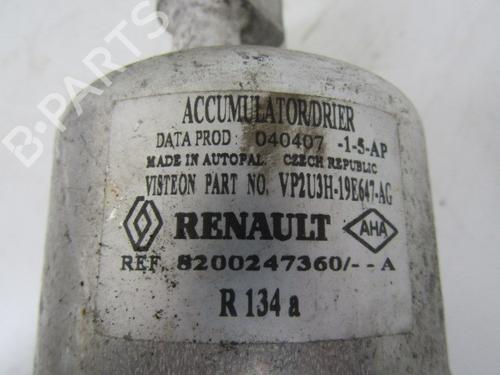 ACCUMULATOR/DRIER
DATA PROD 040407 -1-5-AP
MADE IN AUTOPAL CZECH REPUBLIC
VISTEON PART NO. VP2U3H-19E647-AG
RENAULT AHA
REF 8200247360/--A
R 134 a
B-PARTS